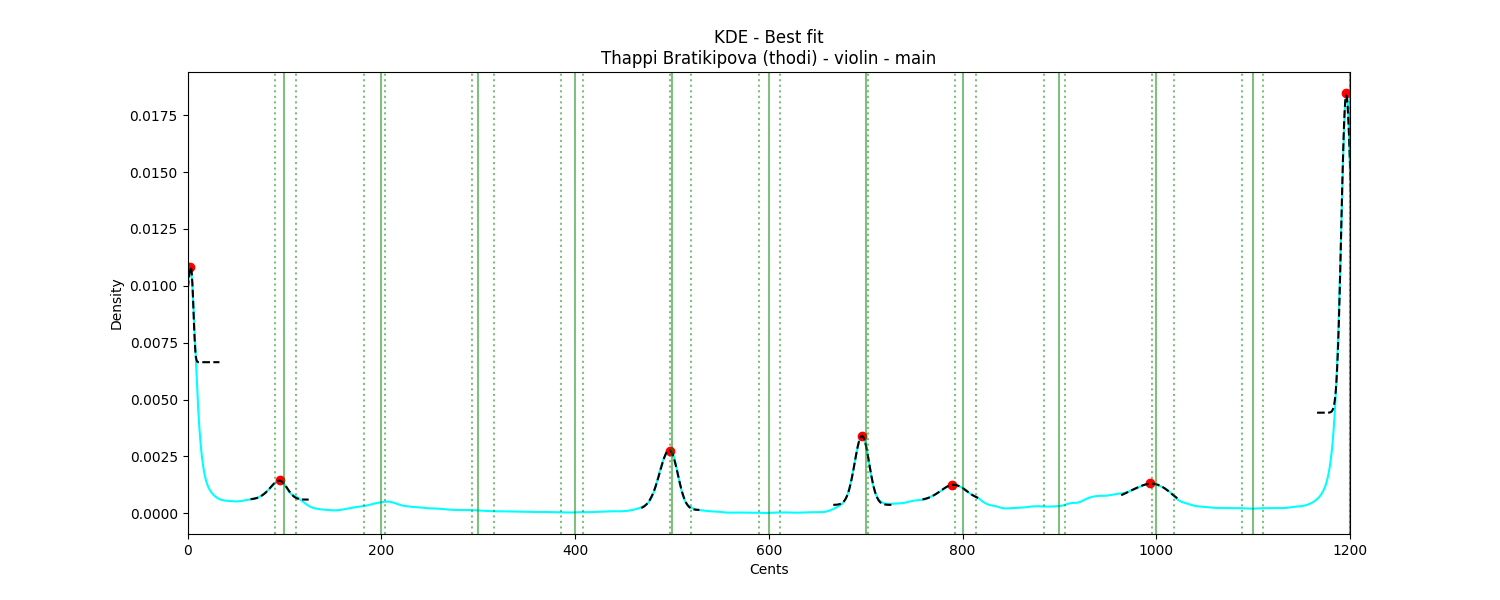 KDE - Best fit
Thappi Bratikipova (thodi) - violin - main
0.0175
0.0150
0.0125
0.0100
0.0075
0.0050
0.0025
0.0000
Density
0 200 400 600 800 1000 1200
Cents